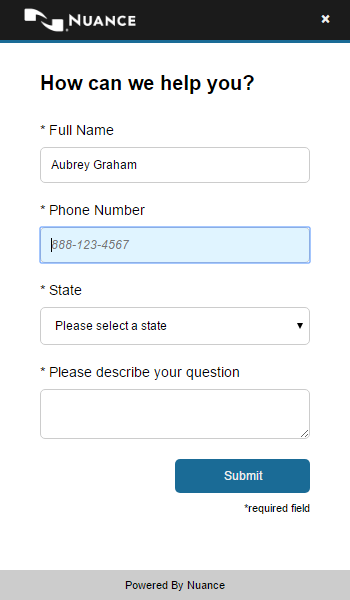 NUANCE
How can we help you?
* Full Name
Aubrey Graham
* Phone Number
888-123-4567
* State
Please select a state
* Please describe your question
Submit
*required field
Powered By Nuance